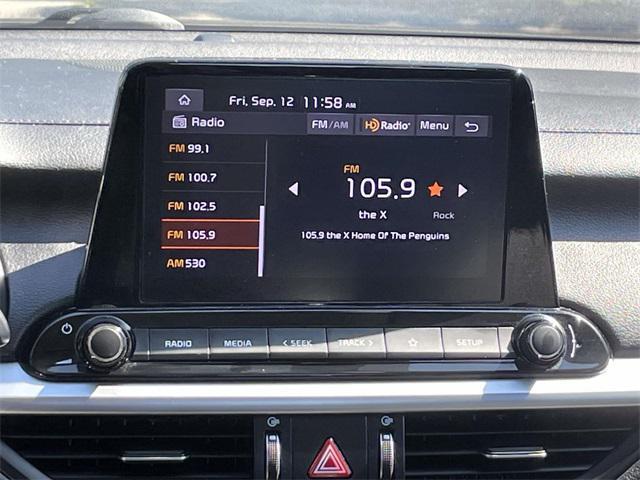 Fri, Sep. 12 11:58 AM
Radio FM/AM HD Radio Menu
FM 99.1
FM 100.7
FM 102.5
FM 105.9
AM 530
FM
105.9
the X Rock
105.9 the X Home Of The Penguins
RADIO MEDIA < SEEK TRACK > SETUP